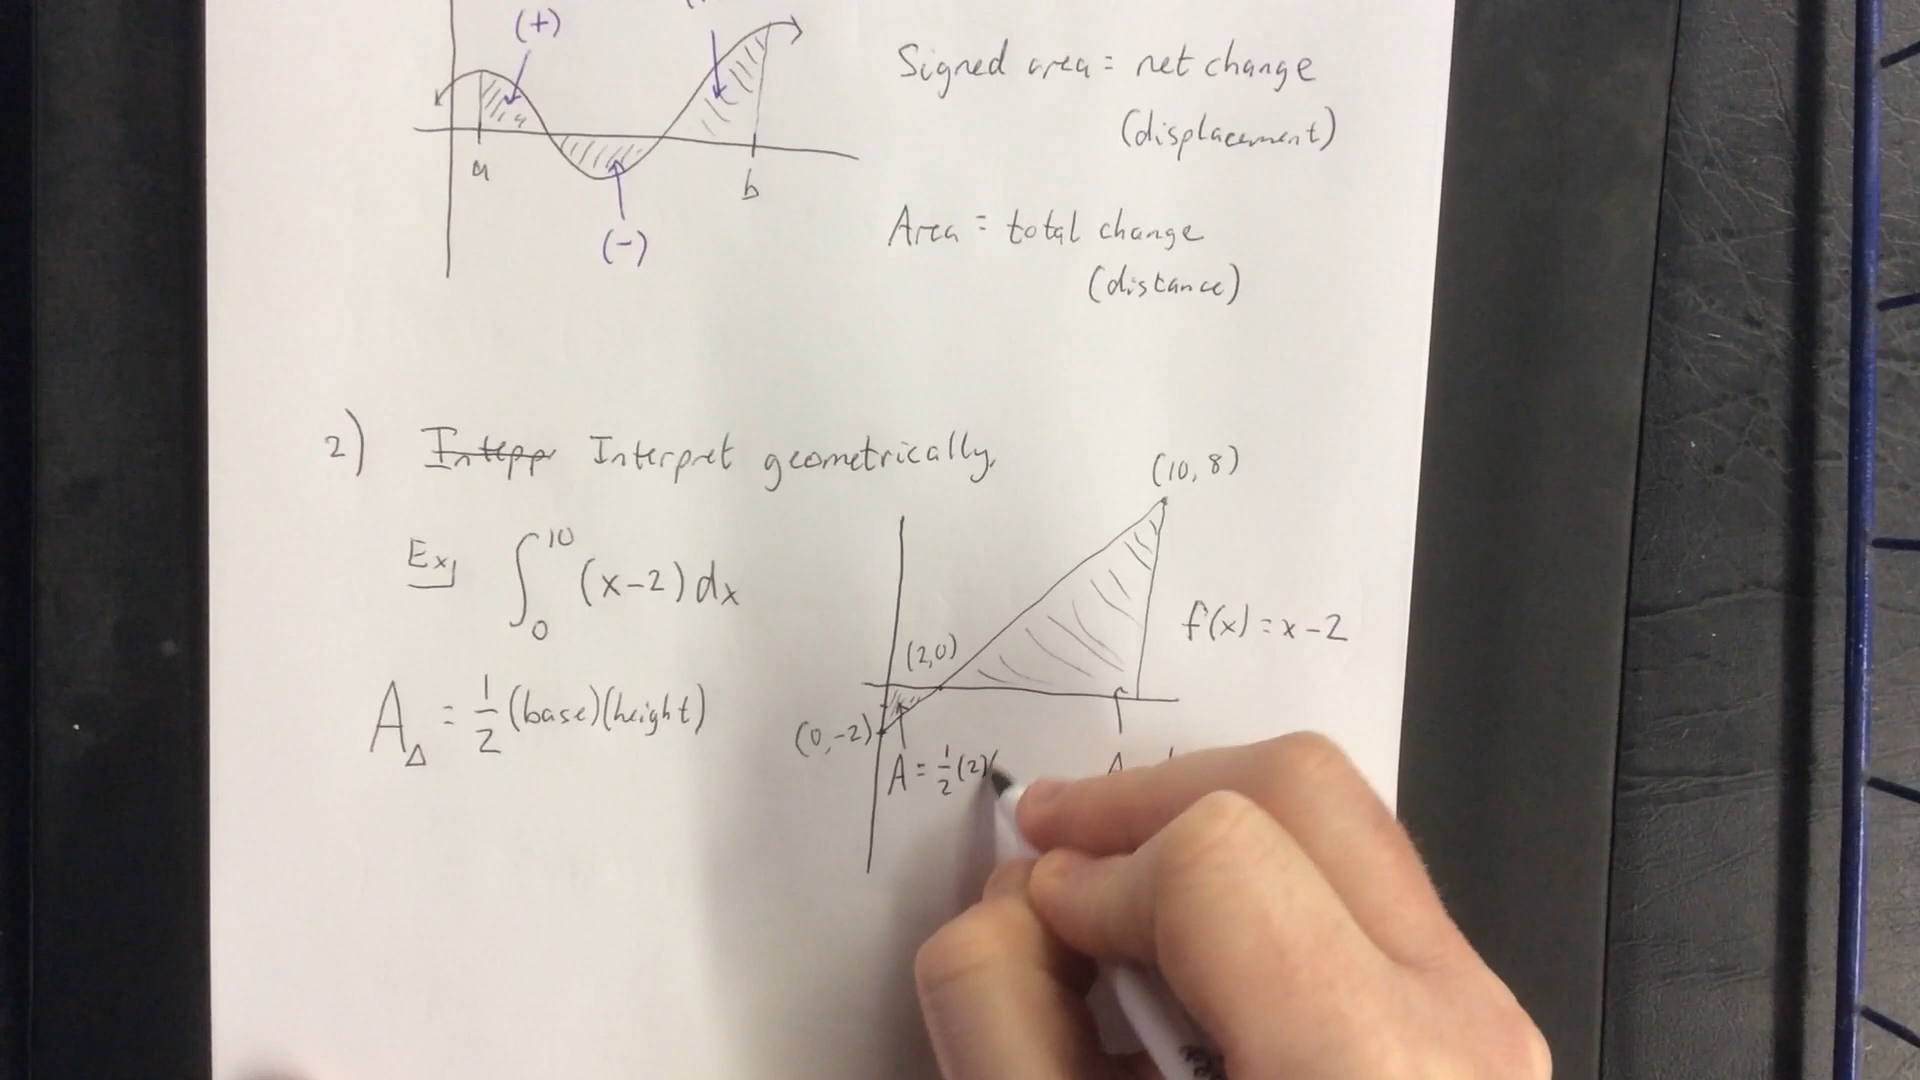 (+)
Signed area = net change
(displacement)
a
b
(-)
Area = total change
(distance)
2) Intepr Interpret geometrically.
(10, 8)
Ex) ∫₀¹⁰ (x-2) dx
f(x) = x-2
(2,0)
A△ = 1/2 (base)(height)
(0,-2)
A = 1/2 (2)(
A